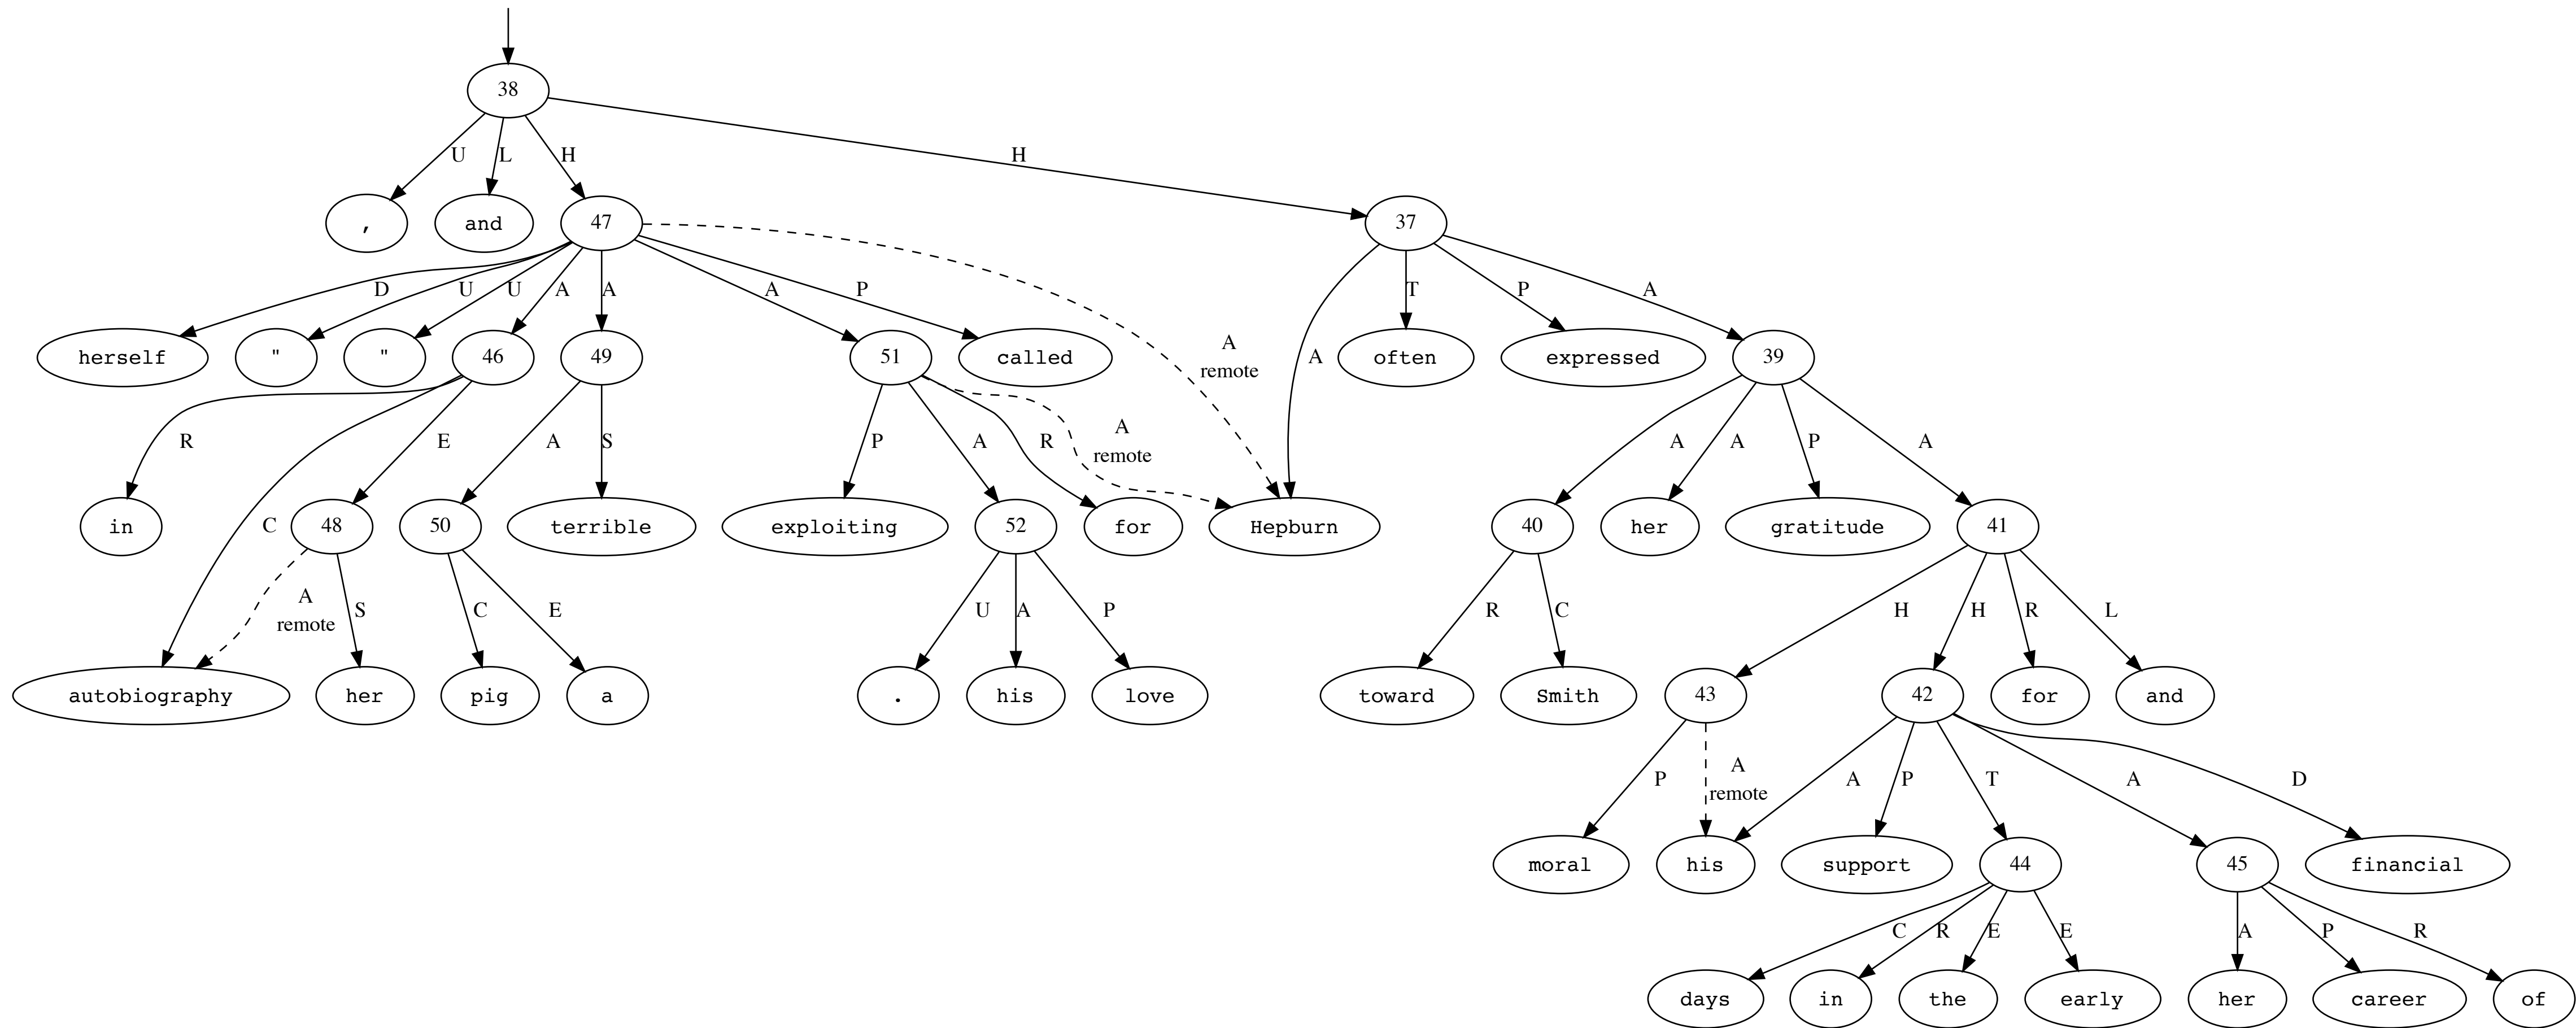 38
U L H H
, and 47 37
D U U A A A P A remote A T P A
herself " " 46 49 51 called often expressed 39
R C E A S P A R A remote A A P A
in 48 50 terrible exploiting 52 for Hepburn 40 her gratitude 41
A remote S C E U A P R C H H R L
autobiography her pig a . his love toward Smith 43 42 for and
P A remote A P T A D
moral his support 44 45 financial
C R E E A P R
days in the early her career of